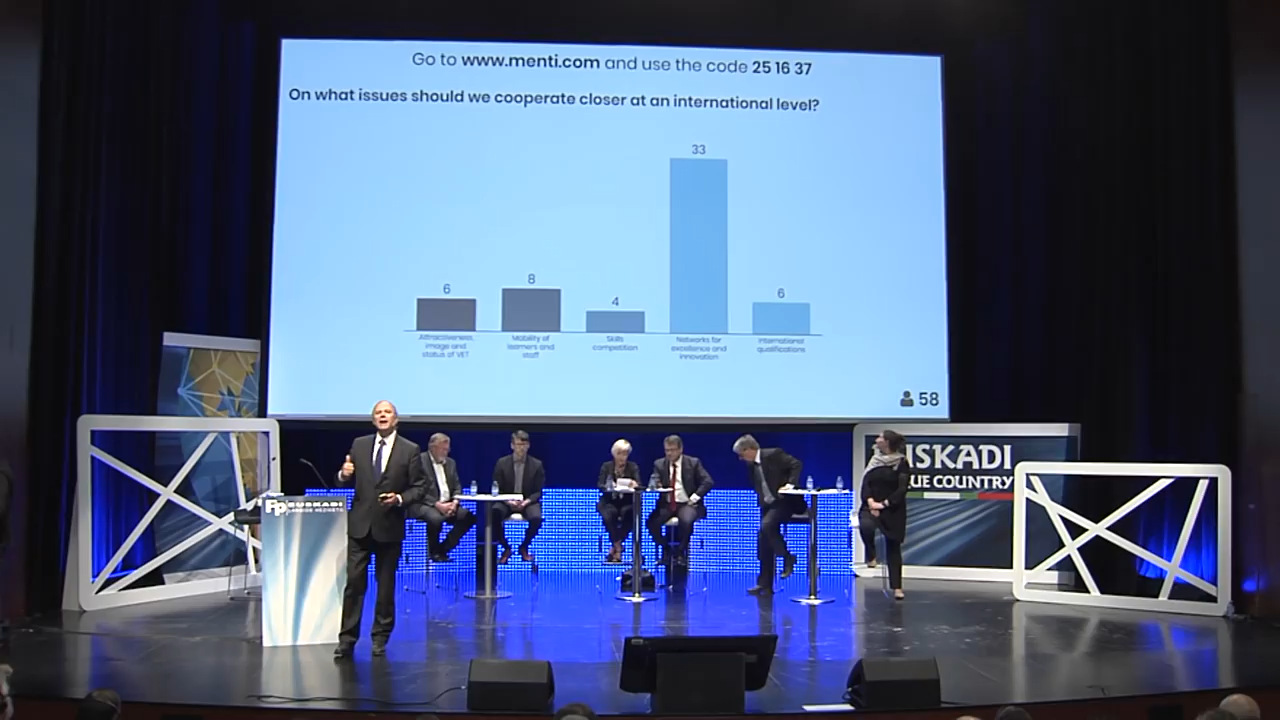 Go to www.menti.com and use the code 25 16 37
On what issues should we cooperate closer at an international level?
33
8
6
6
4
Attractiveness,
image and
status of VET
Mobility of
learners and
staff
Skills
competition
Networks for
excellence and
innovation
International
qualifications
58
USKADI
UE COUNTRY
EUSKADI